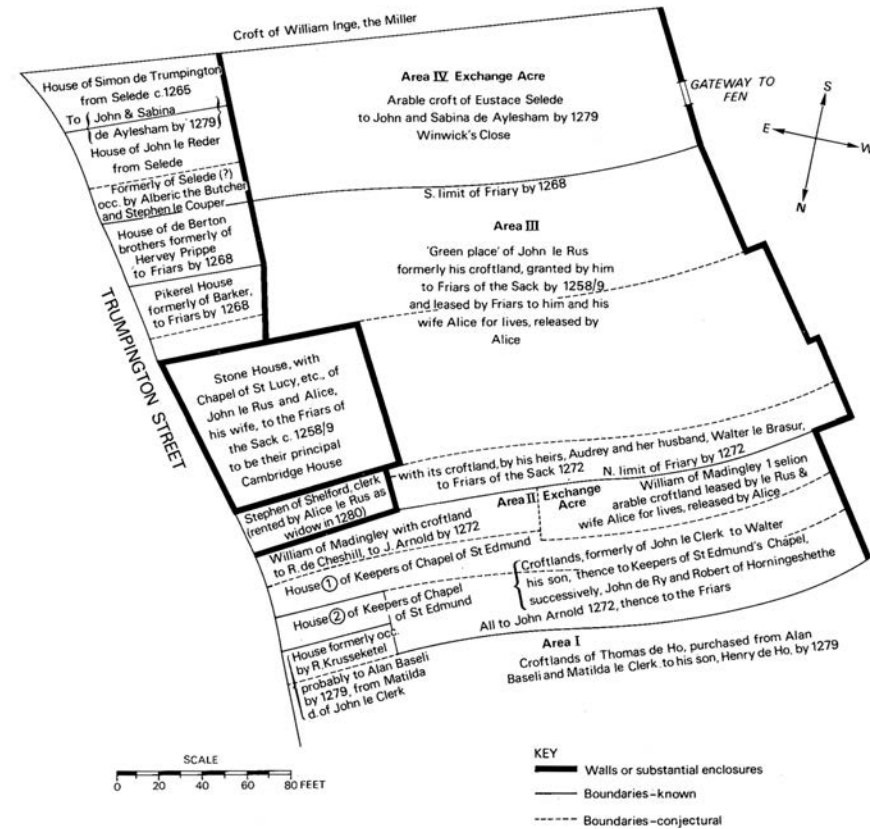 Croft of William Inge, the Miller
House of Simon de Trumpington
from Selede c.1265
To { John & Sabina
de Aylesham by 1279 }
House of John le Reder
from Selede
Formerly of Selede (?)
occ. by Alberic the Butcher
and Stephen le Couper
House of de Berton
brothers formerly of
Hervey Prippe
to Friars by 1268
Pikerel House
formerly of Barker,
to Friars by 1268
TRUMPINGTON STREET
Area IV Exchange Acre
Arable croft of Eustace Selede
to John and Sabina de Aylesham by 1279
Winwick's Close
GATEWAY TO
FEN
S
E
W
N
S. limit of Friary by 1268
Area III
'Green place' of John le Rus
formerly his croftland, granted by him
to Friars of the Sack by 1258/9
and leased by Friars to him and his
wife Alice for lives, released by
Alice
Stone House, with
Chapel of St Lucy, etc., of
John le Rus and Alice,
his wife, to the Friars of
the Sack c. 1258/9
to be their principal
Cambridge House
Stephen of Shelford, clerk
(rented by Alice le Rus as
widow in 1280)
with its croftland, by his heirs, Audrey and her husband, Walter le Brasur,
to Friars of the Sack 1272
N. limit of Friary by 1272
William of Madingley with croftland
to R. de Cheshill, to J. Arnold by 1272
Area II
Exchange
Acre
William of Madingley 1 selion
arable croftland leased by le Rus &
wife Alice for lives, released by Alice
House 1 of Keepers of Chapel of St Edmund
House 2 of Keepers of Chapel
of St Edmund
Croftlands, formerly of John le Clerk to Walter
his son, thence to Keepers of St Edmund's Chapel,
successively, John de Ry and Robert of Horningeshethe
All to John Arnold 1272, thence to the Friars
House formerly occ.
by R. Krusseketel
probably to Alan Baseli
by 1279, from Matilda
d. of John le Clerk
Area I
Croftlands of Thomas de Ho, purchased from Alan
Baseli and Matilda le Clerk to his son, Henry de Ho, by 1279
SCALE
0 20 40 60 80 FEET
KEY
Walls or substantial enclosures
Boundaries–known
Boundaries–conjectural